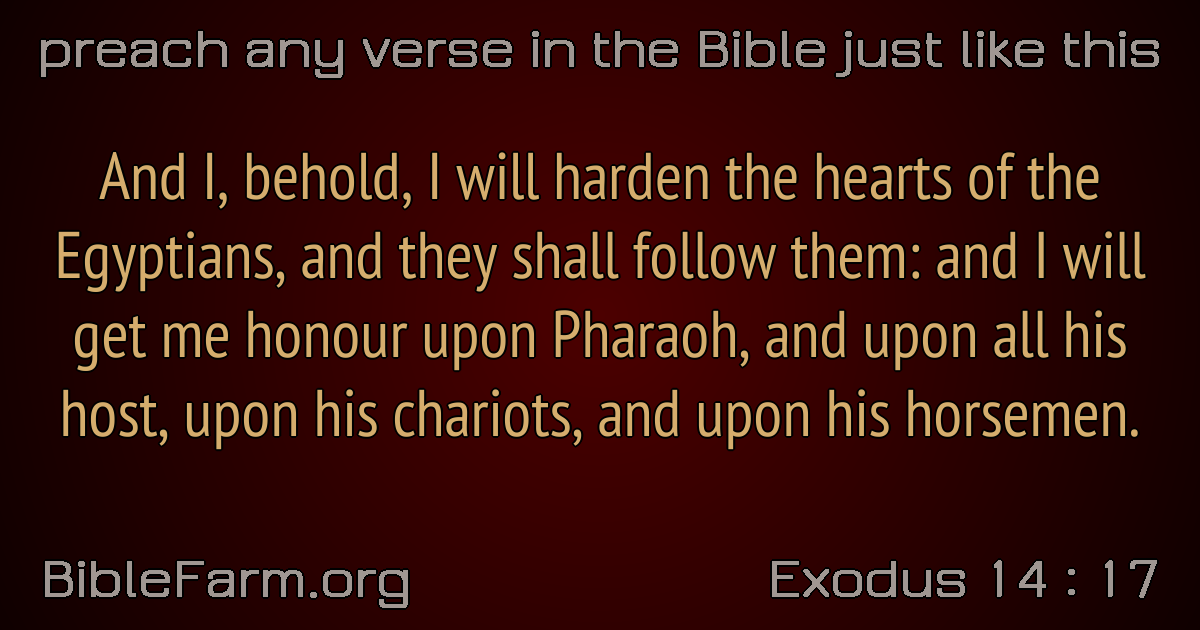 preach any verse in the Bible just like this
And I, behold, I will harden the hearts of the
Egyptians, and they shall follow them: and I will
get me honour upon Pharaoh, and upon all his
host, upon his chariots, and upon his horsemen.
BibleFarm.org
Exodus 14 : 17